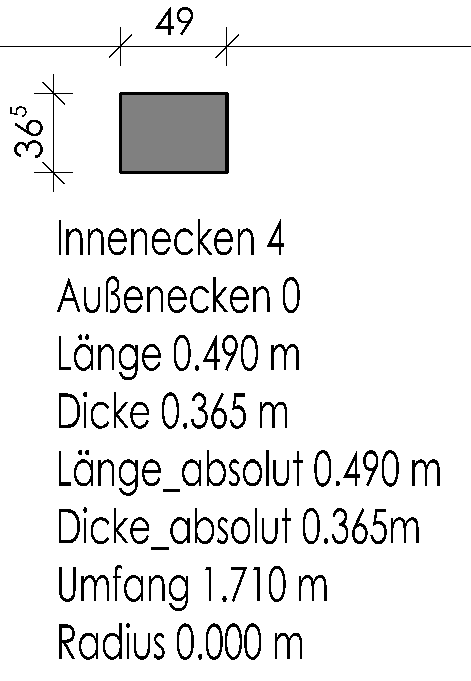 49
36⁵
Innenecken 4
Außenecken 0
Länge 0.490 m
Dicke 0.365 m
Länge_absolut 0.490 m
Dicke_absolut 0.365m
Umfang 1.710 m
Radius 0.000 m